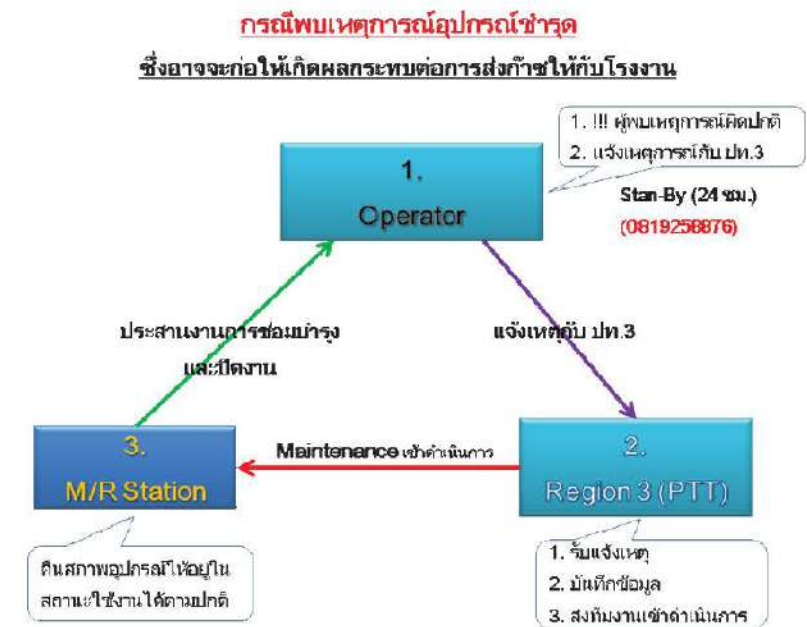 กรณีพบเหตุการณ์อุปกรณ์ชำรุด
ซึ่งอาจจะก่อให้เกิดผลกระทบต่อการส่งก๊าซให้กับโรงงาน
1. !!! ผู้พบเหตุการณ์ผิดปกติ
2. แจ้งเหตุการณ์กับ ปท.3
Stan-By (24 ชม.)
(0819258876)
1.
Operator
ประสานงานการซ่อมบำรุง
และปิดงาน
แจ้งเหตุกับ ปท.3
3.
M/R Station
Maintenance เข้าดำเนินการ
2.
Region 3 (PTT)
คืนสภาพอุปกรณ์ให้อยู่ใน
สถานะใช้งานได้ตามปกติ
1. รับแจ้งเหตุ
2. บันทึกข้อมูล
3. ส่งทีมงานเข้าดำเนินการ